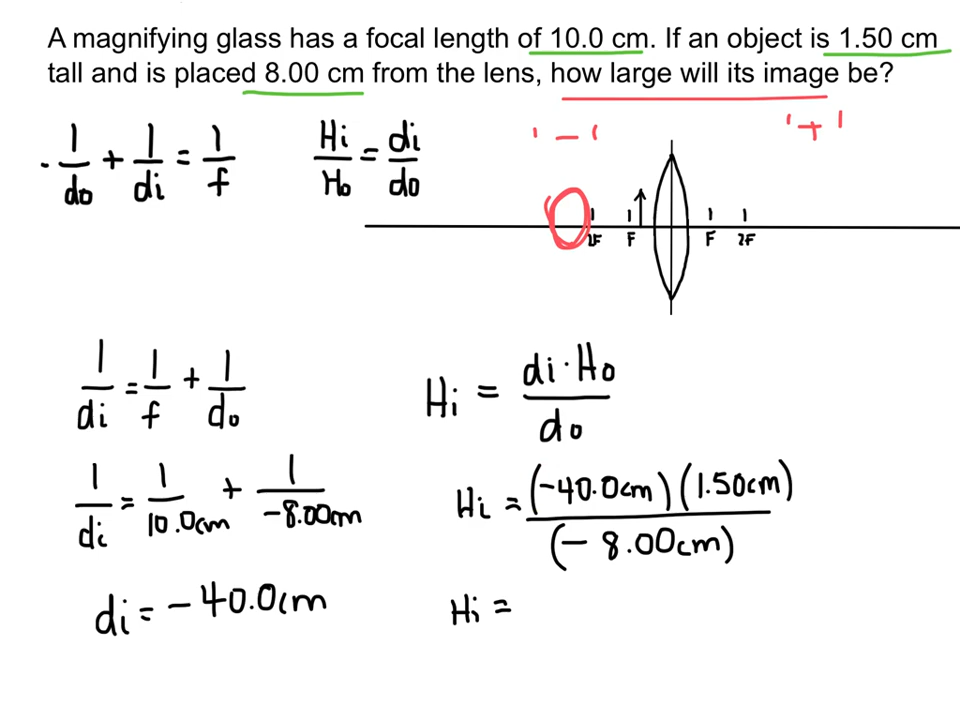 A magnifying glass has a focal length of 10.0 cm. If an object is 1.50 cm
tall and is placed 8.00 cm from the lens, how large will its image be?
-1/do + 1/di = 1/f
Hi/Ho = di/do
'-'
'+'
2F F F 2F
1/di = 1/f + 1/do
Hi = di·Ho/do
1/di = 1/10.0cm + 1/-8.00cm
Hi = (-40.0cm)(1.50cm)/(-8.00cm)
di = -40.0cm
Hi =